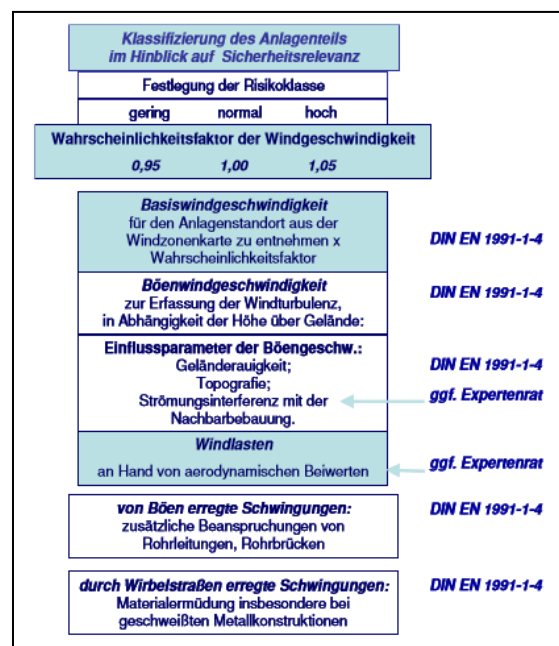 Klassifizierung des Anlagenteils
im Hinblick auf Sicherheitsrelevanz
Festlegung der Risikoklasse
gering normal hoch
Wahrscheinlichkeitsfaktor der Windgeschwindigkeit
0,95 1,00 1,05
Basiswindgeschwindigkeit
für den Anlagenstandort aus der
Windzonenkarte zu entnehmen x
Wahrscheinlichkeitsfaktor
DIN EN 1991-1-4
Böenwindgeschwindigkeit
zur Erfassung der Windturbulenz,
in Abhängigkeit der Höhe über Gelände:
DIN EN 1991-1-4
Einflussparameter der Böengeschw.:
Geländerauigkeit;
Topografie;
Strömungsinterferenz mit der
Nachbarbebauung.
DIN EN 1991-1-4
ggf. Expertenrat
Windlasten
an Hand von aerodynamischen Beiwerten
ggf. Expertenrat
von Böen erregte Schwingungen:
zusätzliche Beanspruchungen von
Rohrleitungen, Rohrbrücken
DIN EN 1991-1-4
durch Wirbelstraßen erregte Schwingungen:
Materialermüdung insbesondere bei
geschweißten Metallkonstruktionen
DIN EN 1991-1-4